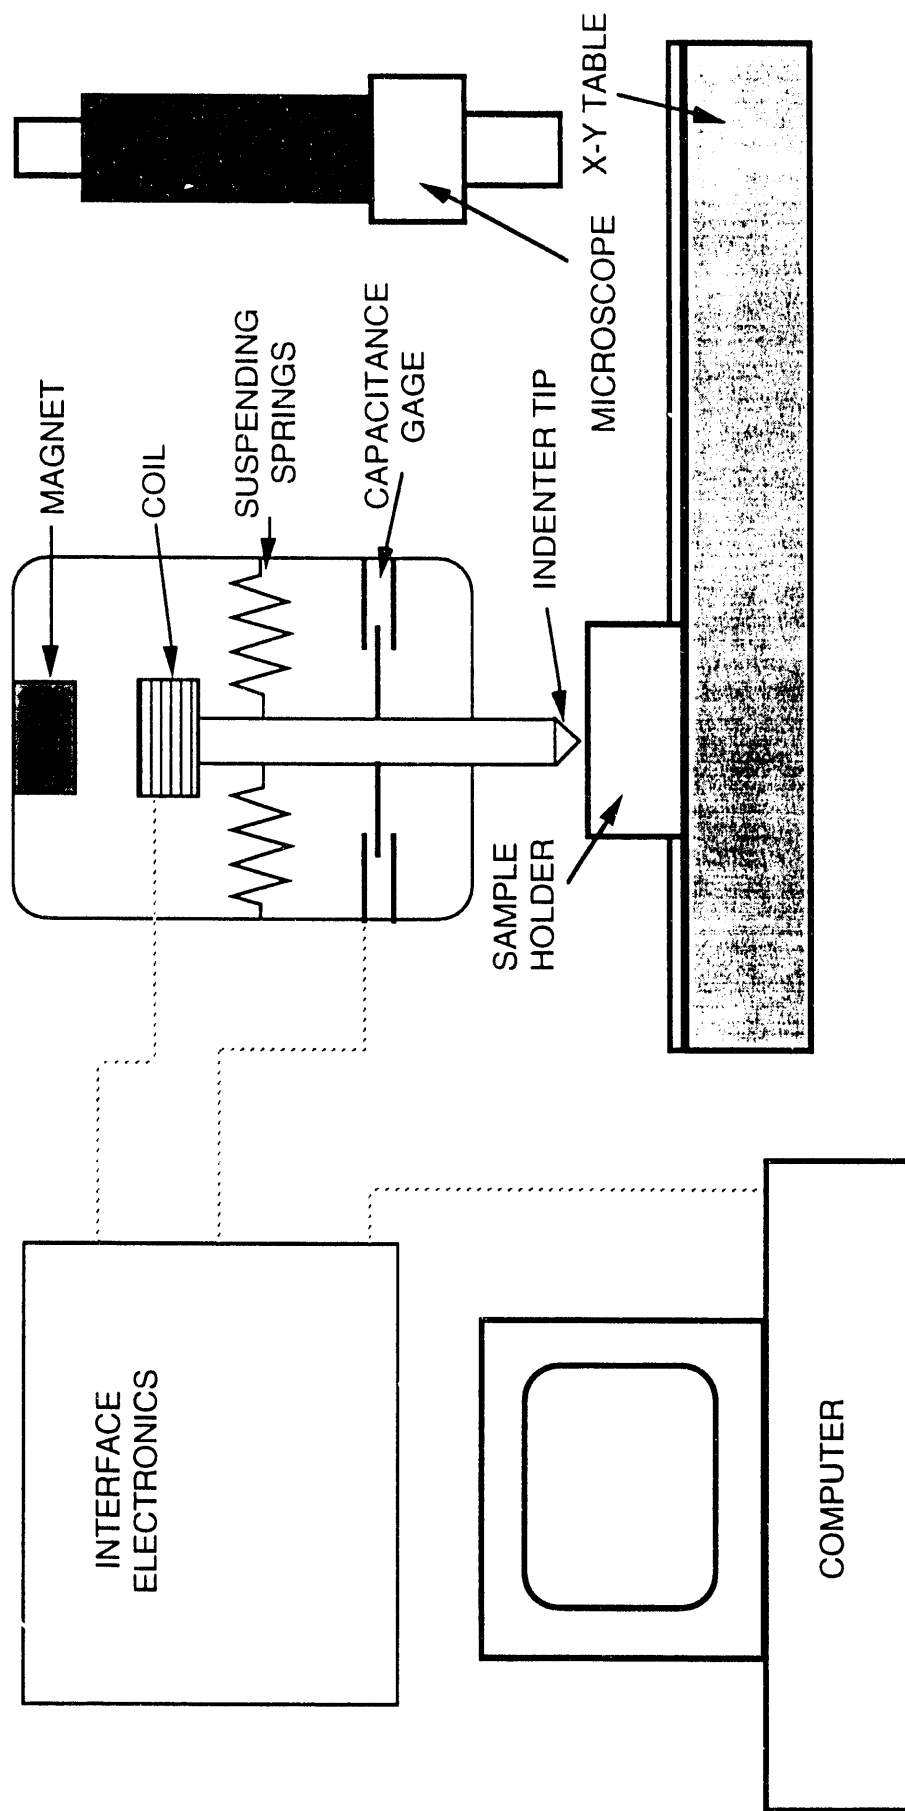 INTERFACE
ELECTRONICS
COMPUTER
MAGNET
COIL
SUSPENDING
SPRINGS
CAPACITANCE
GAGE
INDENTER TIP
SAMPLE
HOLDER
MICROSCOPE
X-Y TABLE